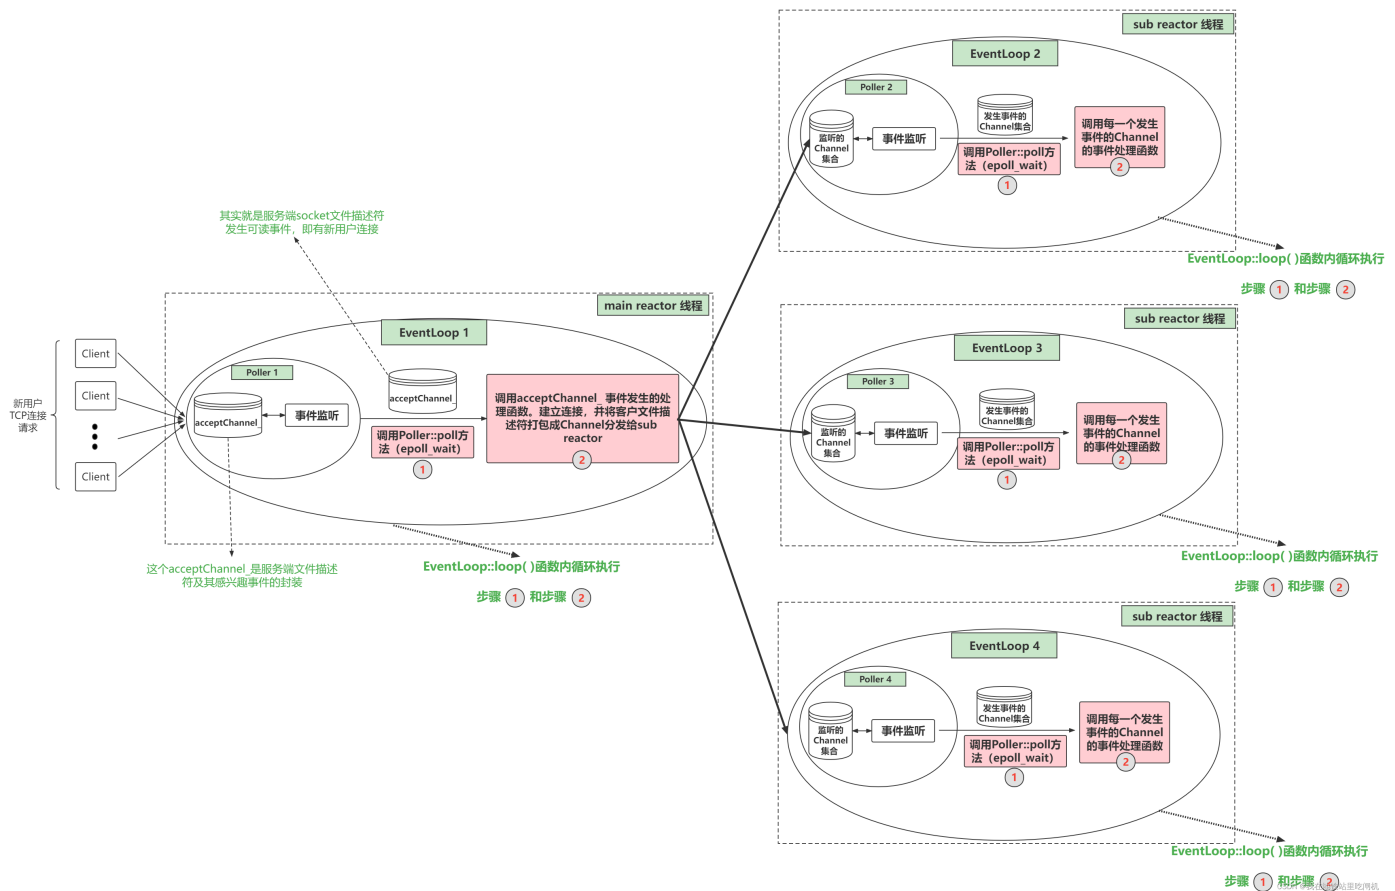 新用户
TCP连接
请求
Client
Client
Client
其实就是服务端socket文件描述符
发生可读事件，即有新用户连接
main reactor 线程
EventLoop 1
Poller 1
acceptChannel_
事件监听
acceptChannel_
调用Poller::poll方
法（epoll_wait）
1
调用acceptChannel_ 事件发生的处
理函数。建立连接，并将客户文件描
述符打包成Channel分发给sub
reactor
2
这个acceptChannel_是服务端文件描述
符及其感兴趣事件的封装
EventLoop::loop( )函数内循环执行
步骤 1 和步骤 2
sub reactor 线程
EventLoop 2
Poller 2
监听的
Channel
集合
事件监听
发生事件的
Channel集合
调用Poller::poll方
法（epoll_wait）
1
调用每一个发生
事件的Channel
的事件处理函数
2
EventLoop::loop( )函数内循环执行
步骤 1 和步骤 2
sub reactor 线程
EventLoop 3
Poller 3
监听的
Channel
集合
事件监听
发生事件的
Channel集合
调用Poller::poll方
法（epoll_wait）
1
调用每一个发生
事件的Channel
的事件处理函数
2
EventLoop::loop( )函数内循环执行
步骤 1 和步骤 2
sub reactor 线程
EventLoop 4
Poller 4
监听的
Channel
集合
事件监听
发生事件的
Channel集合
调用Poller::poll方
法（epoll_wait）
1
调用每一个发生
事件的Channel
的事件处理函数
2
EventLoop::loop( )函数内循环执行
步骤 1 和步骤 2